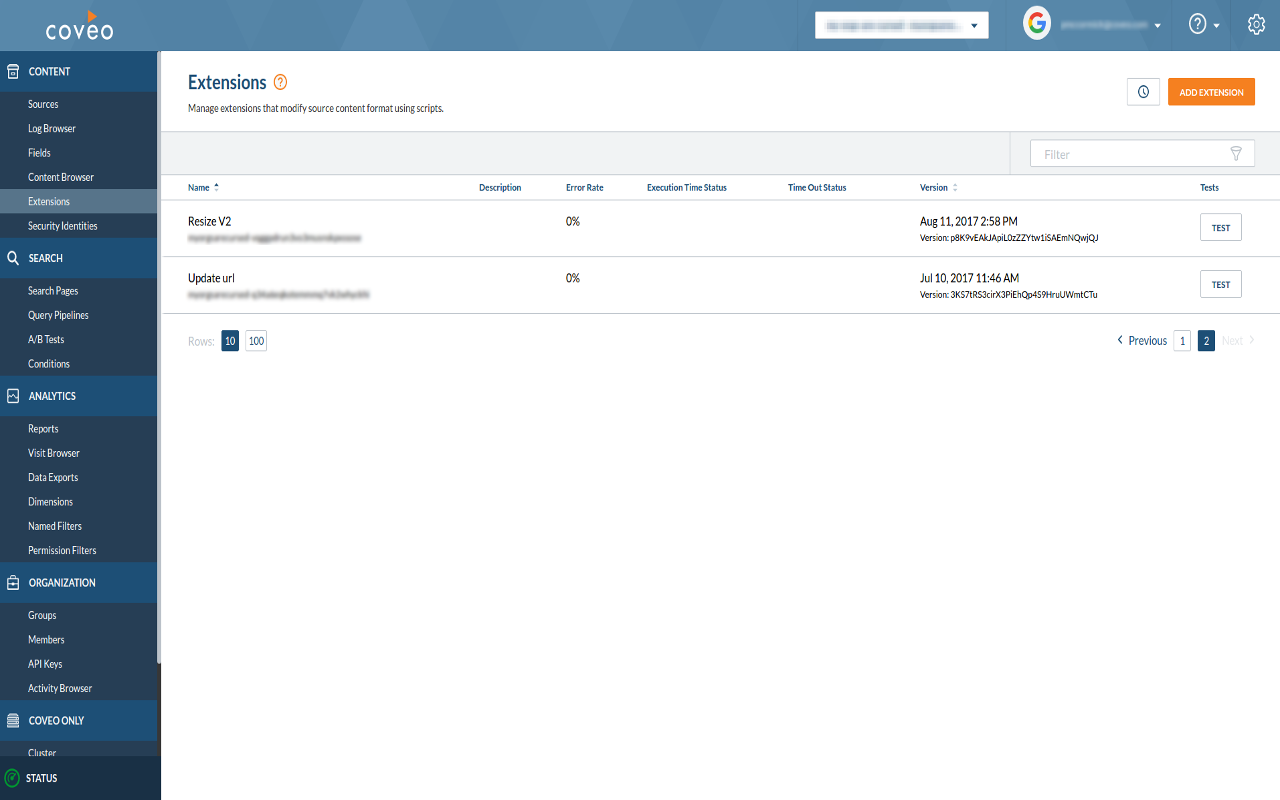 coveo
CONTENT
Sources
Log Browser
Fields
Content Browser
Extensions
Security Identities
SEARCH
Search Pages
Query Pipelines
A/B Tests
Conditions
ANALYTICS
Reports
Visit Browser
Data Exports
Dimensions
Named Filters
Permission Filters
ORGANIZATION
Groups
Members
API Keys
Activity Browser
COVEO ONLY
Cluster
STATUS
Extensions ?
Manage extensions that modify source content format using scripts.
ADD EXTENSION
Filter
Name Description Error Rate Execution Time Status Time Out Status Version Tests
Resize V2 0% Aug 11, 2017 2:58 PM TEST
Version: p8K9vEAkJApiL0zZZYtw1iSAEmNQwjQJ
Update url 0% Jul 10, 2017 11:46 AM TEST
Version: 3KS7tRS3cirX3PiEhQp4S9HruUWmtCTu
Rows: 10 100 Previous 1 2 Next